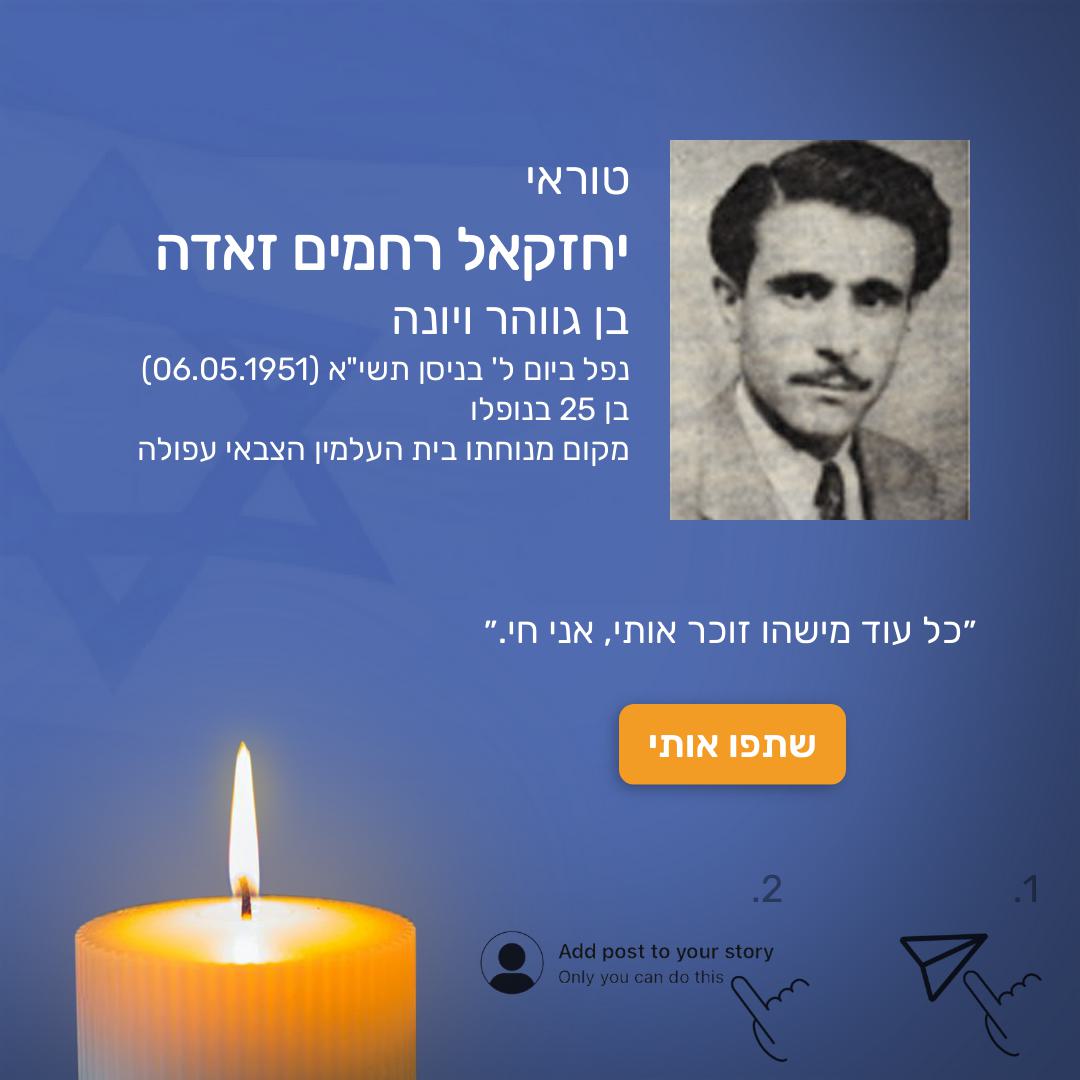 טוראי
יחזקאל רחמים זאדה
בן גווהר ויונה
נפל ביום ל' בניסן תשי"א (06.05.1951)
בן 25 בנופלו
מקום מנוחתו בית העלמין הצבאי עפולה
״כל עוד מישהו זוכר אותי, אני חי.״
שתפו אותי
1.
2.
Add post to your story
Only you can do this